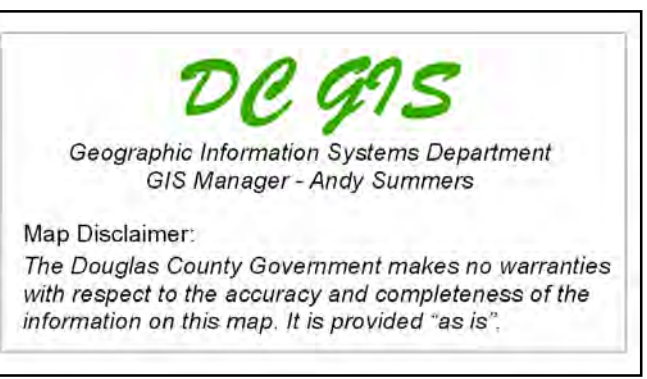 DC GIS
Geographic Information Systems Department
GIS Manager - Andy Summers
Map Disclaimer:
The Douglas County Government makes no warranties
with respect to the accuracy and completeness of the
information on this map. It is provided “as is”.